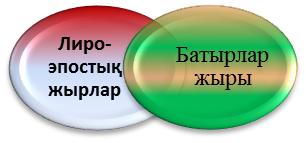 Лиро-
эпостық
жырлар
Батырлар
жыры